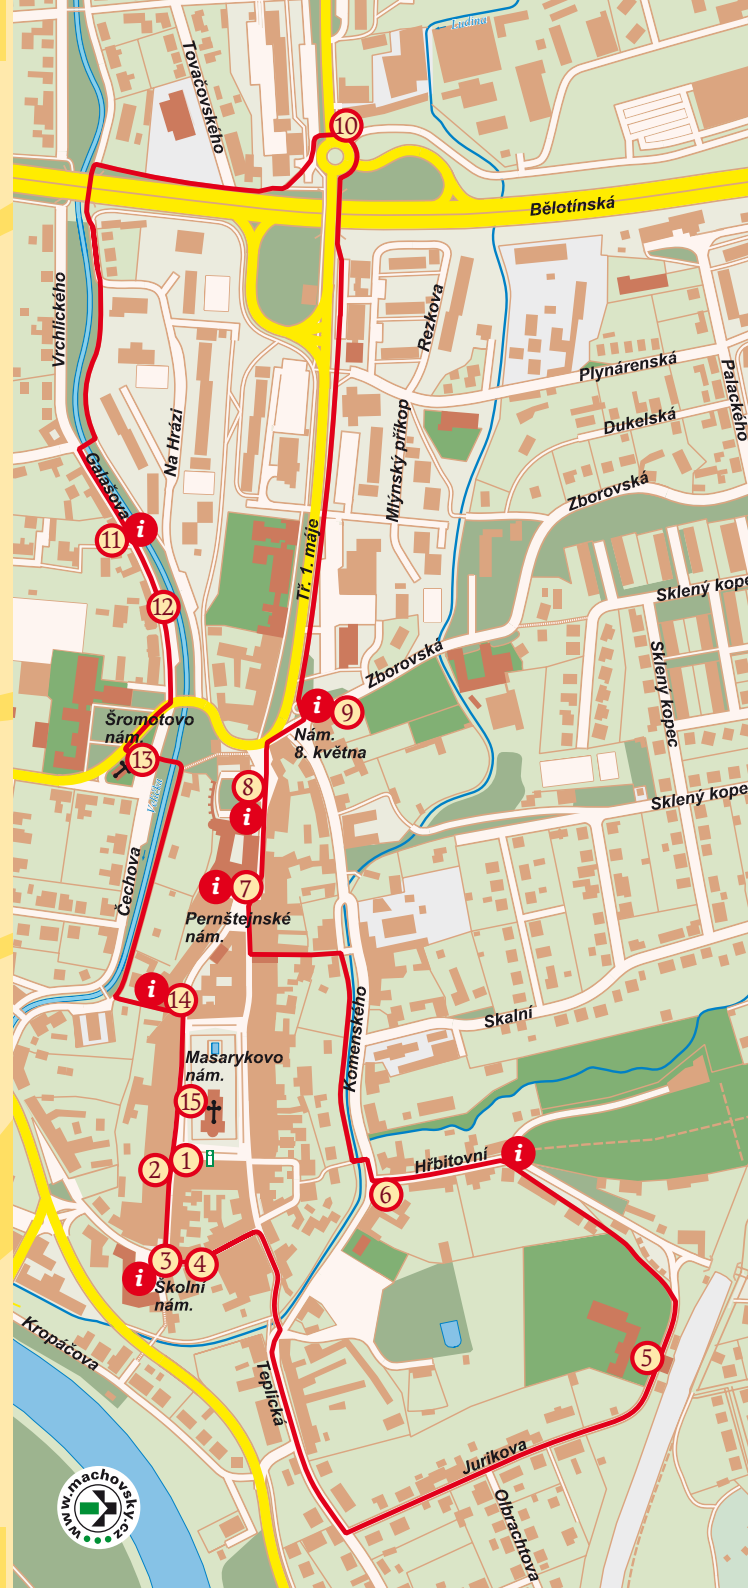 Ludina
Tovačovského
10
Bělotínská
Vrchlického
Rezkova
Plynárenská
Palackého
Dukelská
Na Hrázi
Mlýnský příkop
Zborovská
Galašova
i
11
Tř. 1. máje
12
Sklený kope
Zborovská
Sklený kopec
Šromotovo
nám.
i
9
Nám.
8. května
13
8
i
Sklený kope
Čechova
i
7
Pernštejnské
nám.
i
14
Komenského
Skalní
Masarykovo
nám.
15
1
2
Hřbitovní
i
6
3
4
i
Školní
nám.
Kropáčova
5
Teplická
Jurikova
Olbrachtova
www.machovsky.cz